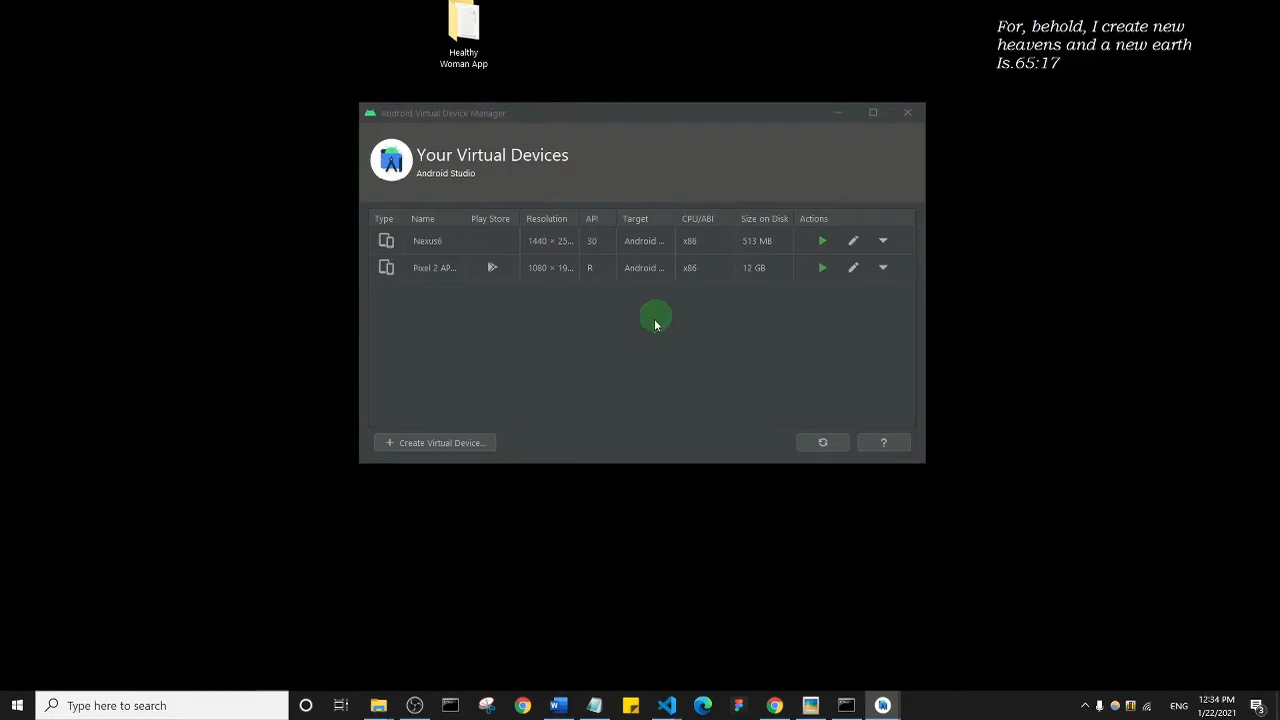 Healthy
Woman App
For, behold, I create new
heavens and a new earth
Is.65:17
Android Virtual Device Manager
Your Virtual Devices
Android Studio
Type Name Play Store Resolution API Target CPU/ABI Size on Disk Actions
Nexus6 1440 × 25... 30 Android ... x86 513 MB
Pixel 2 AP... 1080 × 19... R Android ... x86 12 GB
+ Create Virtual Device...
?
Type here to search
ENG
12:34 PM
1/22/2021
2